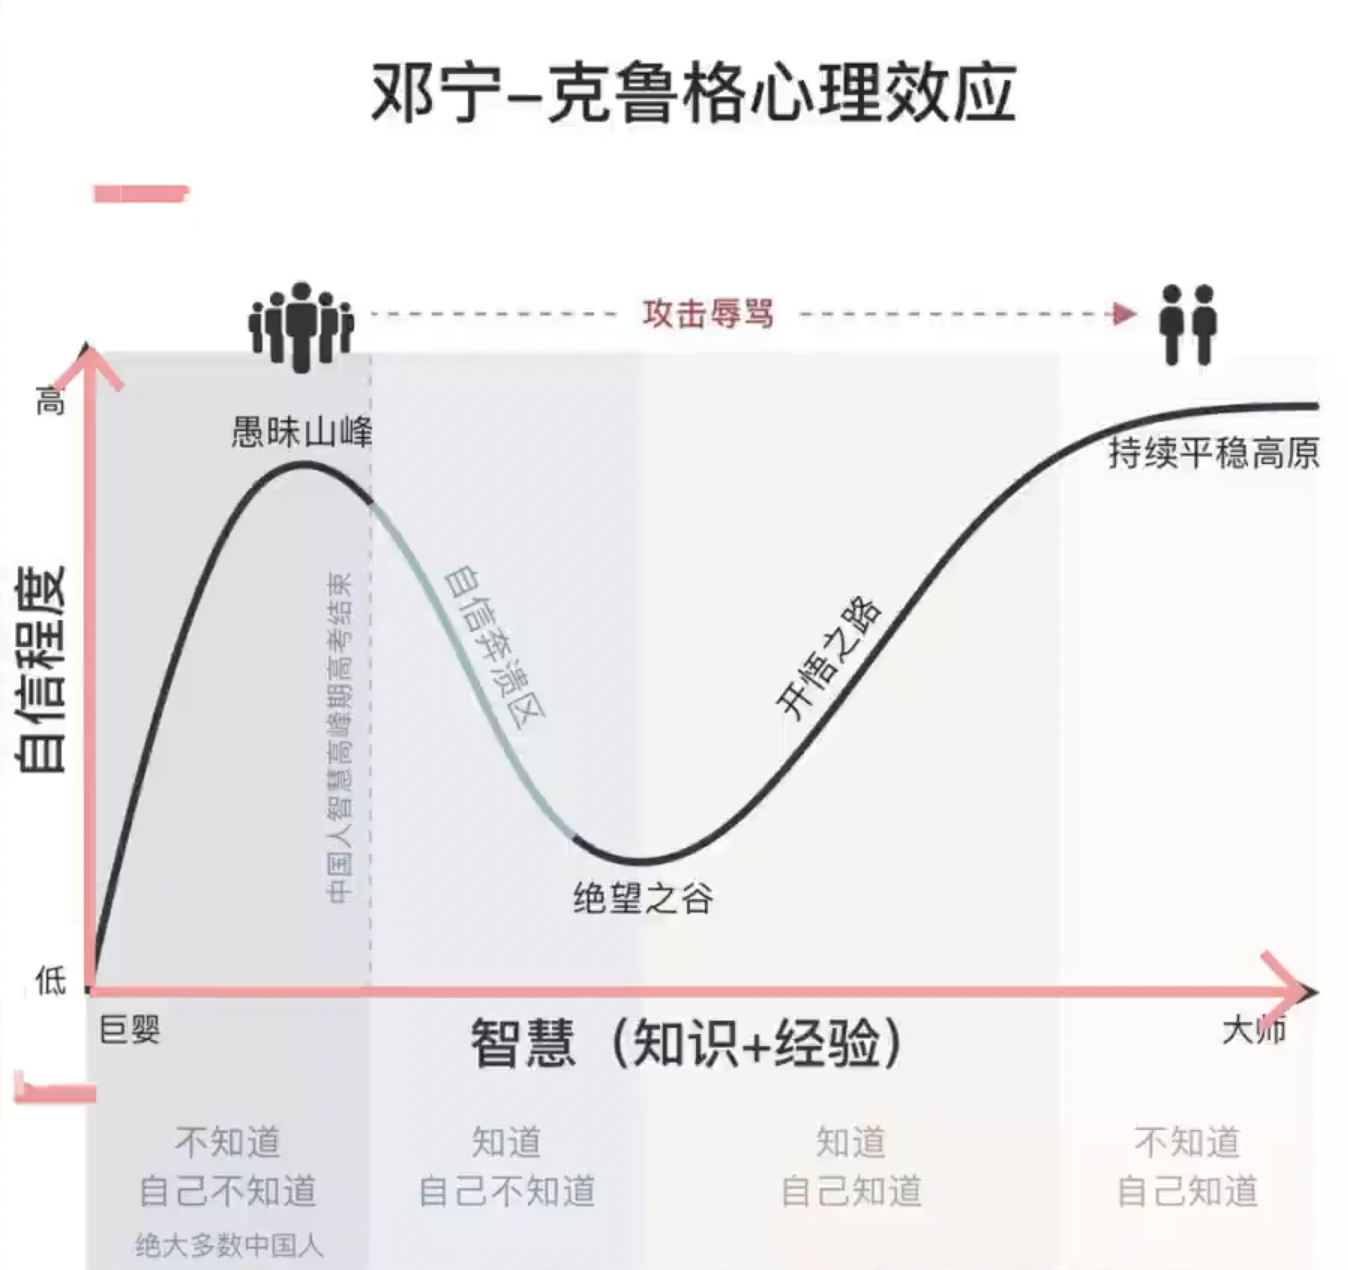 邓宁-克鲁格心理效应
攻击辱骂
高
愚昧山峰
持续平稳高原
自信程度
中国人智慧高峰期高考结束
自信奔溃区
开悟之路
绝望之谷
低
巨婴
智慧（知识+经验）
大师
不知道
自己不知道
绝大多数中国人
知道
自己不知道
知道
自己知道
不知道
自己知道